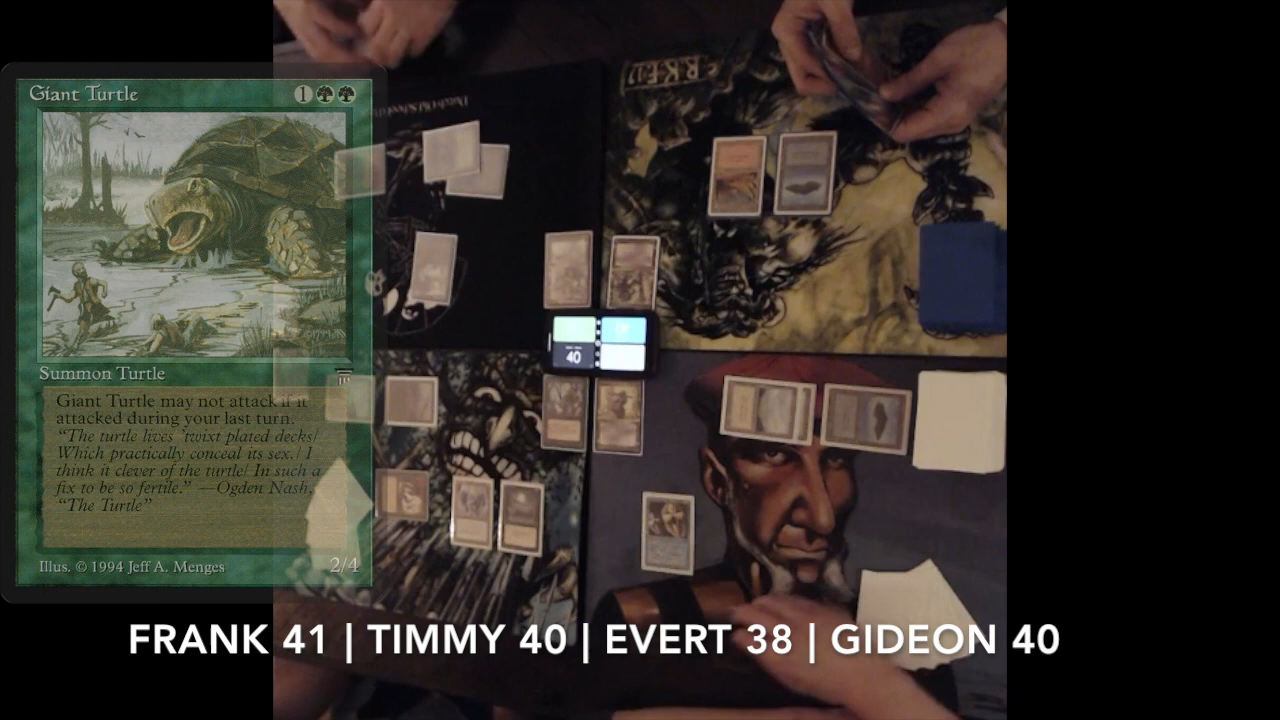 Giant Turtle 1
Summon Turtle
Giant Turtle may not attack if it
attacked during your last turn.
“The turtle lives ’twixt plated decks/
Which practically conceal its sex./ I
think it clever of the turtle/ In such a
fix to be so fertile.” —Ogden Nash,
“The Turtle”
Illus. © 1994 Jeff A. Menges 2/4
40
FRANK 41 | TIMMY 40 | EVERT 38 | GIDEON 40